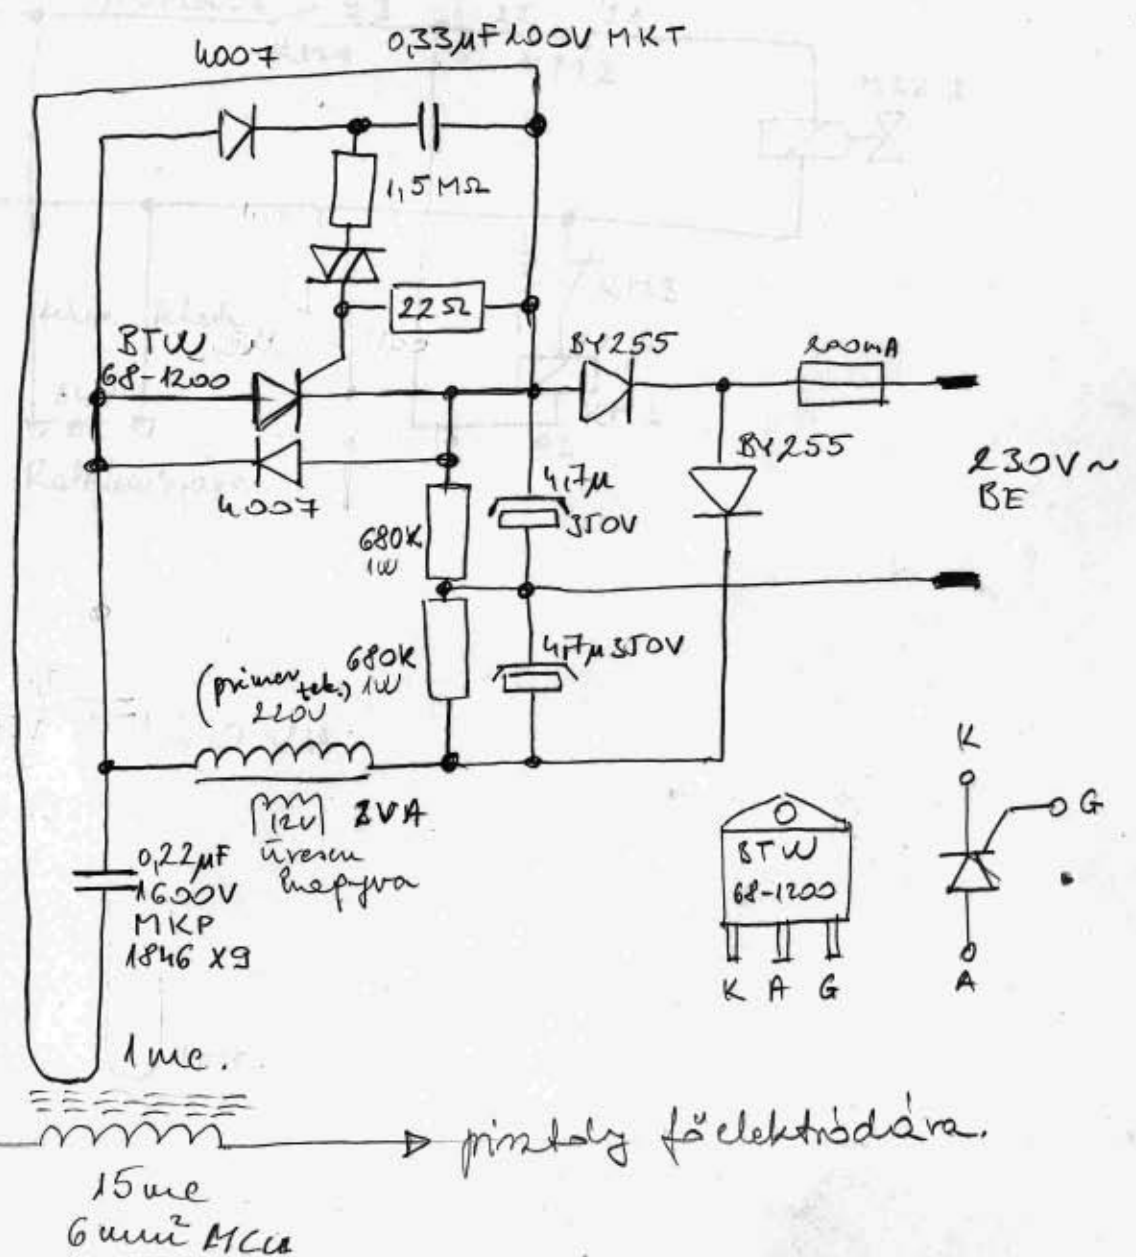 4007
0,33µF 100V MKT
1,5MΩ
22Ω
BTW
68-1200
BY255
200mA
BY255
4007
4,7µ
350V
680K
1W
230V~
BE
680K
1W
4,7µ 350V
(primer tek.)
220V
12V
2VA
üresen
hagyva
0,22µF
1600V
MKP
1846 X9
BTW
68-1200
K A G
K
G
A
1 me.
pisztoly főelektródára.
15 me
6 mm² MCu